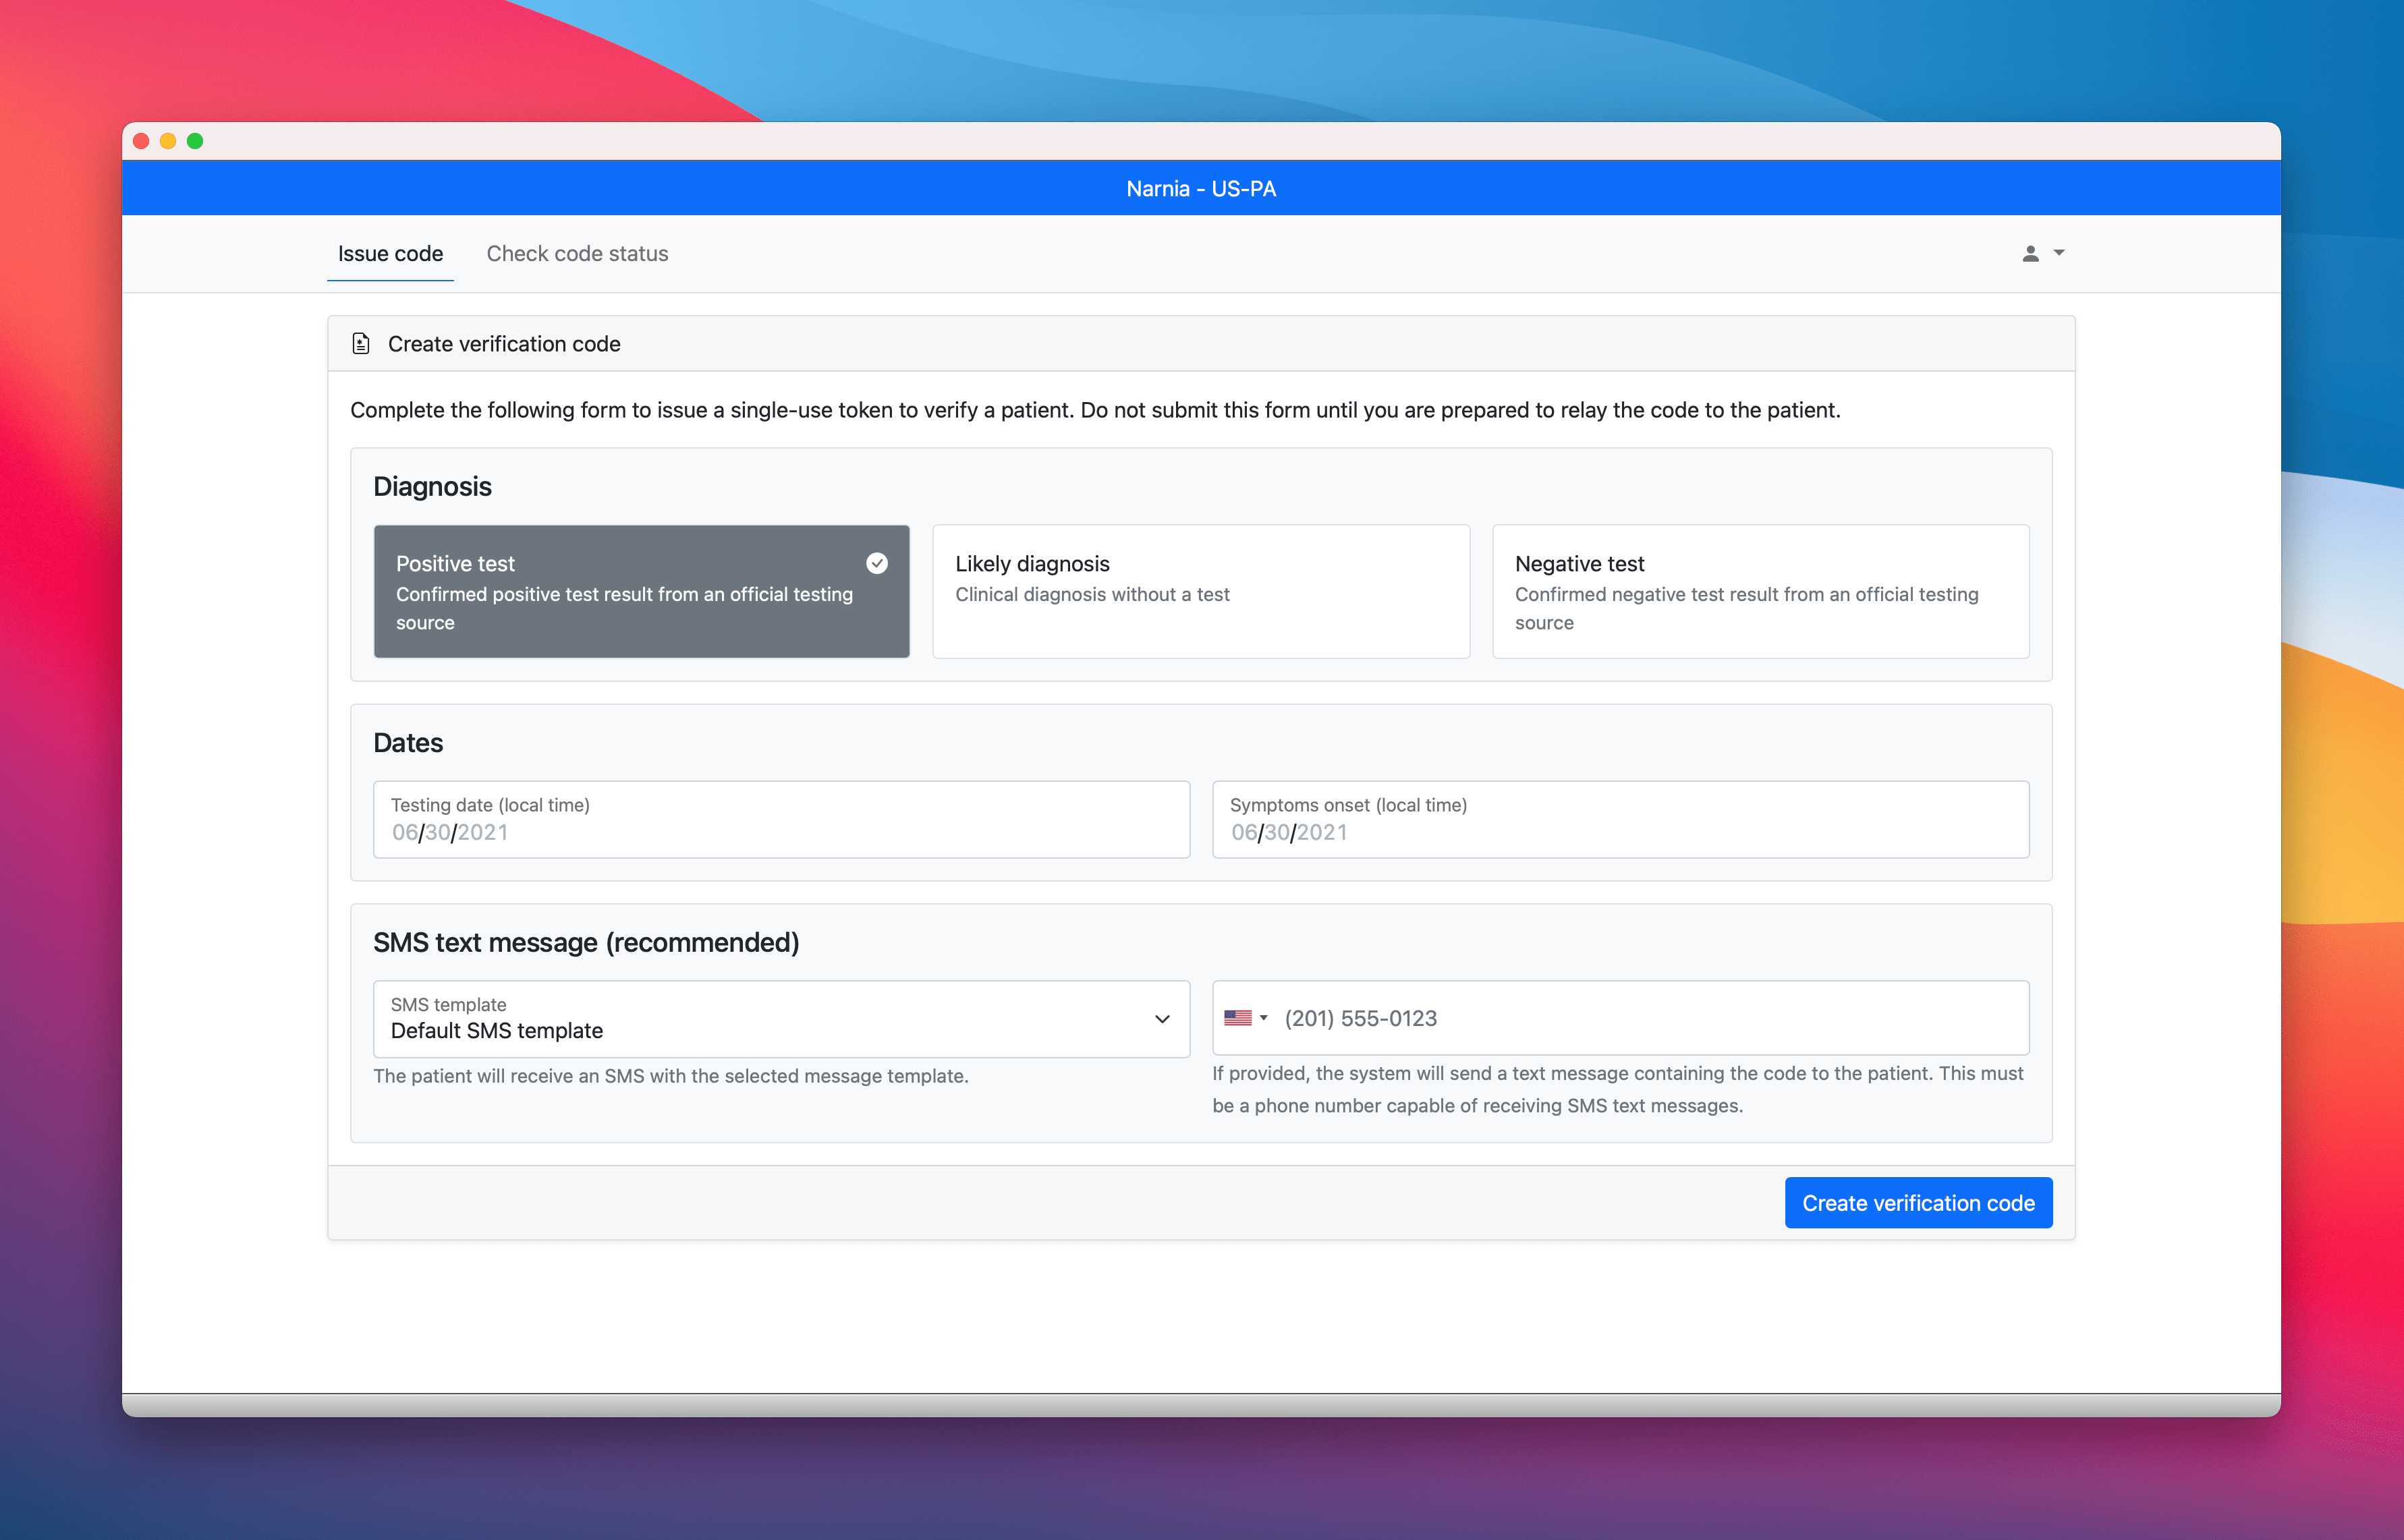 Narnia - US-PA
Issue code
Check code status
Create verification code
Complete the following form to issue a single-use token to verify a patient. Do not submit this form until you are prepared to relay the code to the patient.
Diagnosis
Positive test
Confirmed positive test result from an official testing
source
Likely diagnosis
Clinical diagnosis without a test
Negative test
Confirmed negative test result from an official testing
source
Dates
Testing date (local time)
06/30/2021
Symptoms onset (local time)
06/30/2021
SMS text message (recommended)
SMS template
Default SMS template
The patient will receive an SMS with the selected message template.
(201) 555-0123
If provided, the system will send a text message containing the code to the patient. This must
be a phone number capable of receiving SMS text messages.
Create verification code